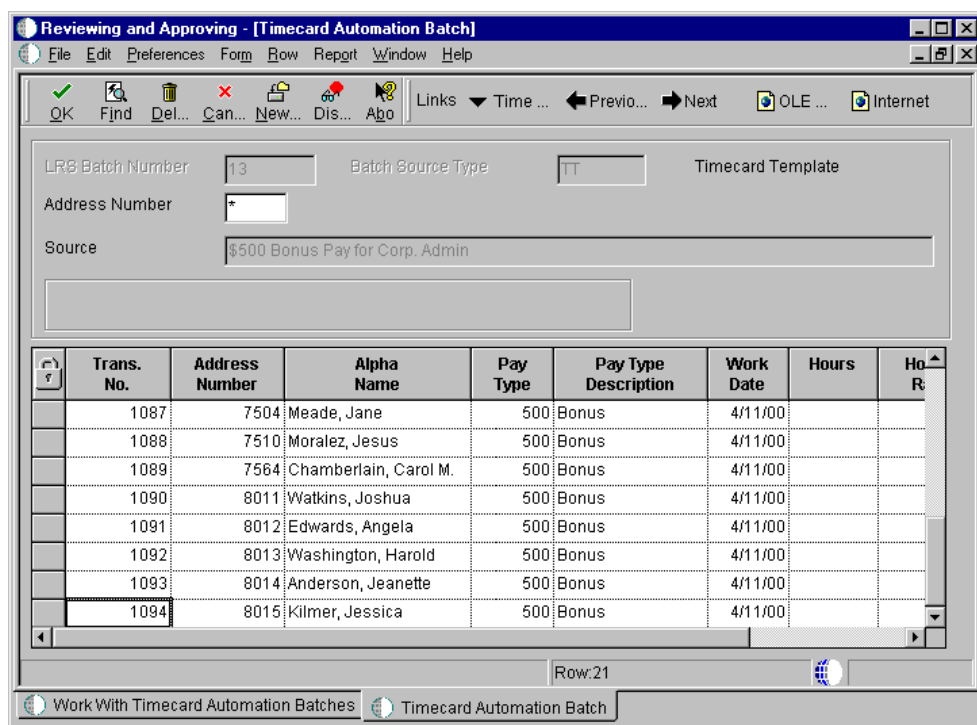 Reviewing and Approving - [Timecard Automation Batch]
File Edit Preferences Form Row Report Window Help
OK Find Del... Can... New... Dis... Abo Links Time ... Previo... Next OLE ... Internet
LRS Batch Number 13 Batch Source Type TT Timecard Template
Address Number *
Source $500 Bonus Pay for Corp. Admin
Trans. No. Address Number Alpha Name Pay Type Pay Type Description Work Date Hours Ho R
1087 7504 Meade, Jane 500 Bonus 4/11/00
1088 7510 Moralez, Jesus 500 Bonus 4/11/00
1089 7564 Chamberlain, Carol M. 500 Bonus 4/11/00
1090 8011 Watkins, Joshua 500 Bonus 4/11/00
1091 8012 Edwards, Angela 500 Bonus 4/11/00
1092 8013 Washington, Harold 500 Bonus 4/11/00
1093 8014 Anderson, Jeanette 500 Bonus 4/11/00
1094 8015 Kilmer, Jessica 500 Bonus 4/11/00
Row:21
Work With Timecard Automation Batches Timecard Automation Batch